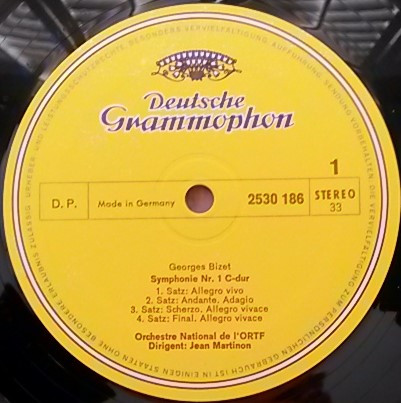 Deutsche
Grammophon
1
D. P.
Made in Germany
2530 186
STEREO
33
Georges Bizet
Symphonie Nr. 1 C-dur
1. Satz: Allegro vivo
2. Satz: Andante. Adagio
3. Satz: Scherzo. Allegro vivace
4. Satz: Final. Allegro vivace
Orchestre National de l'ORTF
Dirigent: Jean Martinon